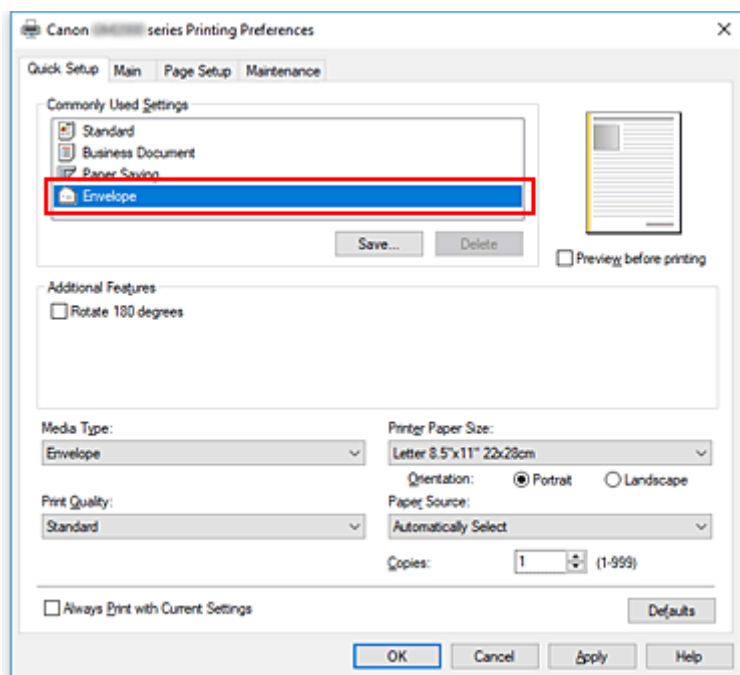 Canon series Printing Preferences
Quick Setup Main Page Setup Maintenance
Commonly Used Settings
Standard
Business Document
Paper Saving
Envelope
Save... Delete
Preview before printing
Additional Features
Rotate 180 degrees
Media Type: Printer Paper Size:
Envelope Letter 8.5"x11" 22x28cm
Orientation: Portrait Landscape
Print Quality: Paper Source:
Standard Automatically Select
Copies: 1 (1-999)
Always Print with Current Settings Defaults
OK Cancel Apply Help